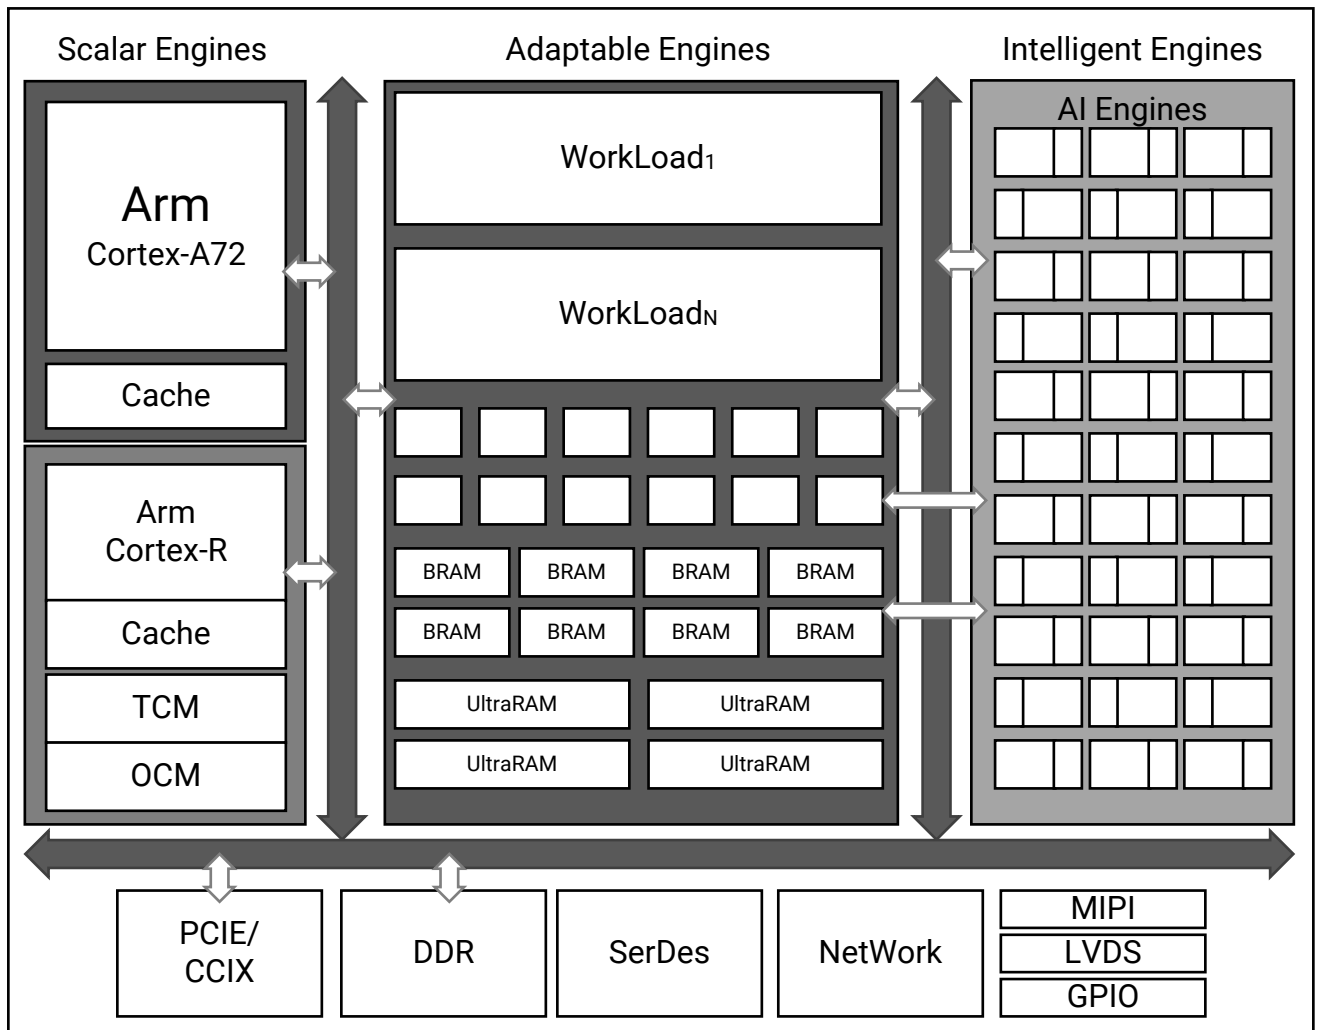 Scalar Engines
Adaptable Engines
Intelligent Engines
Arm
Cortex-A72
Cache
Arm
Cortex-R
Cache
TCM
OCM
WorkLoad1
WorkLoadN
BRAM BRAM BRAM BRAM
BRAM BRAM BRAM BRAM
UltraRAM UltraRAM
UltraRAM UltraRAM
AI Engines
PCIE/
CCIX
DDR
SerDes
NetWork
MIPI
LVDS
GPIO